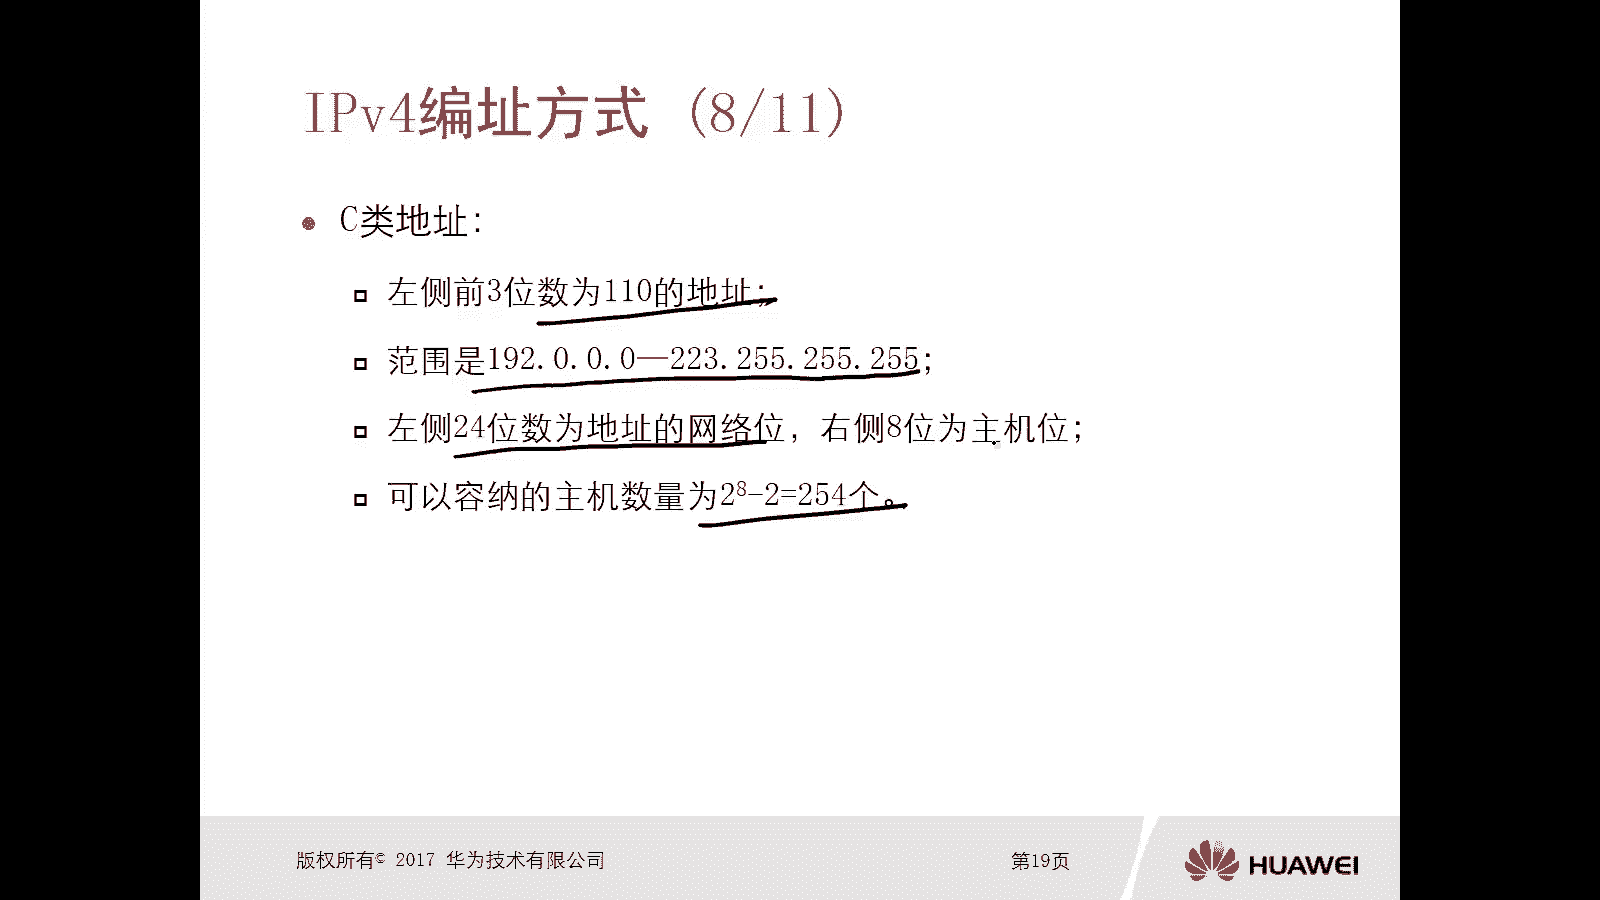 IPv4编址方式 (8/11)
C类地址：
左侧前3位数为110的地址；
范围是192.0.0.0—223.255.255.255；
左侧24位数为地址的网络位，右侧8位为主机位；
可以容纳的主机数量为2⁸-2=254个。
版权所有© 2017 华为技术有限公司
第19页
HUAWEI